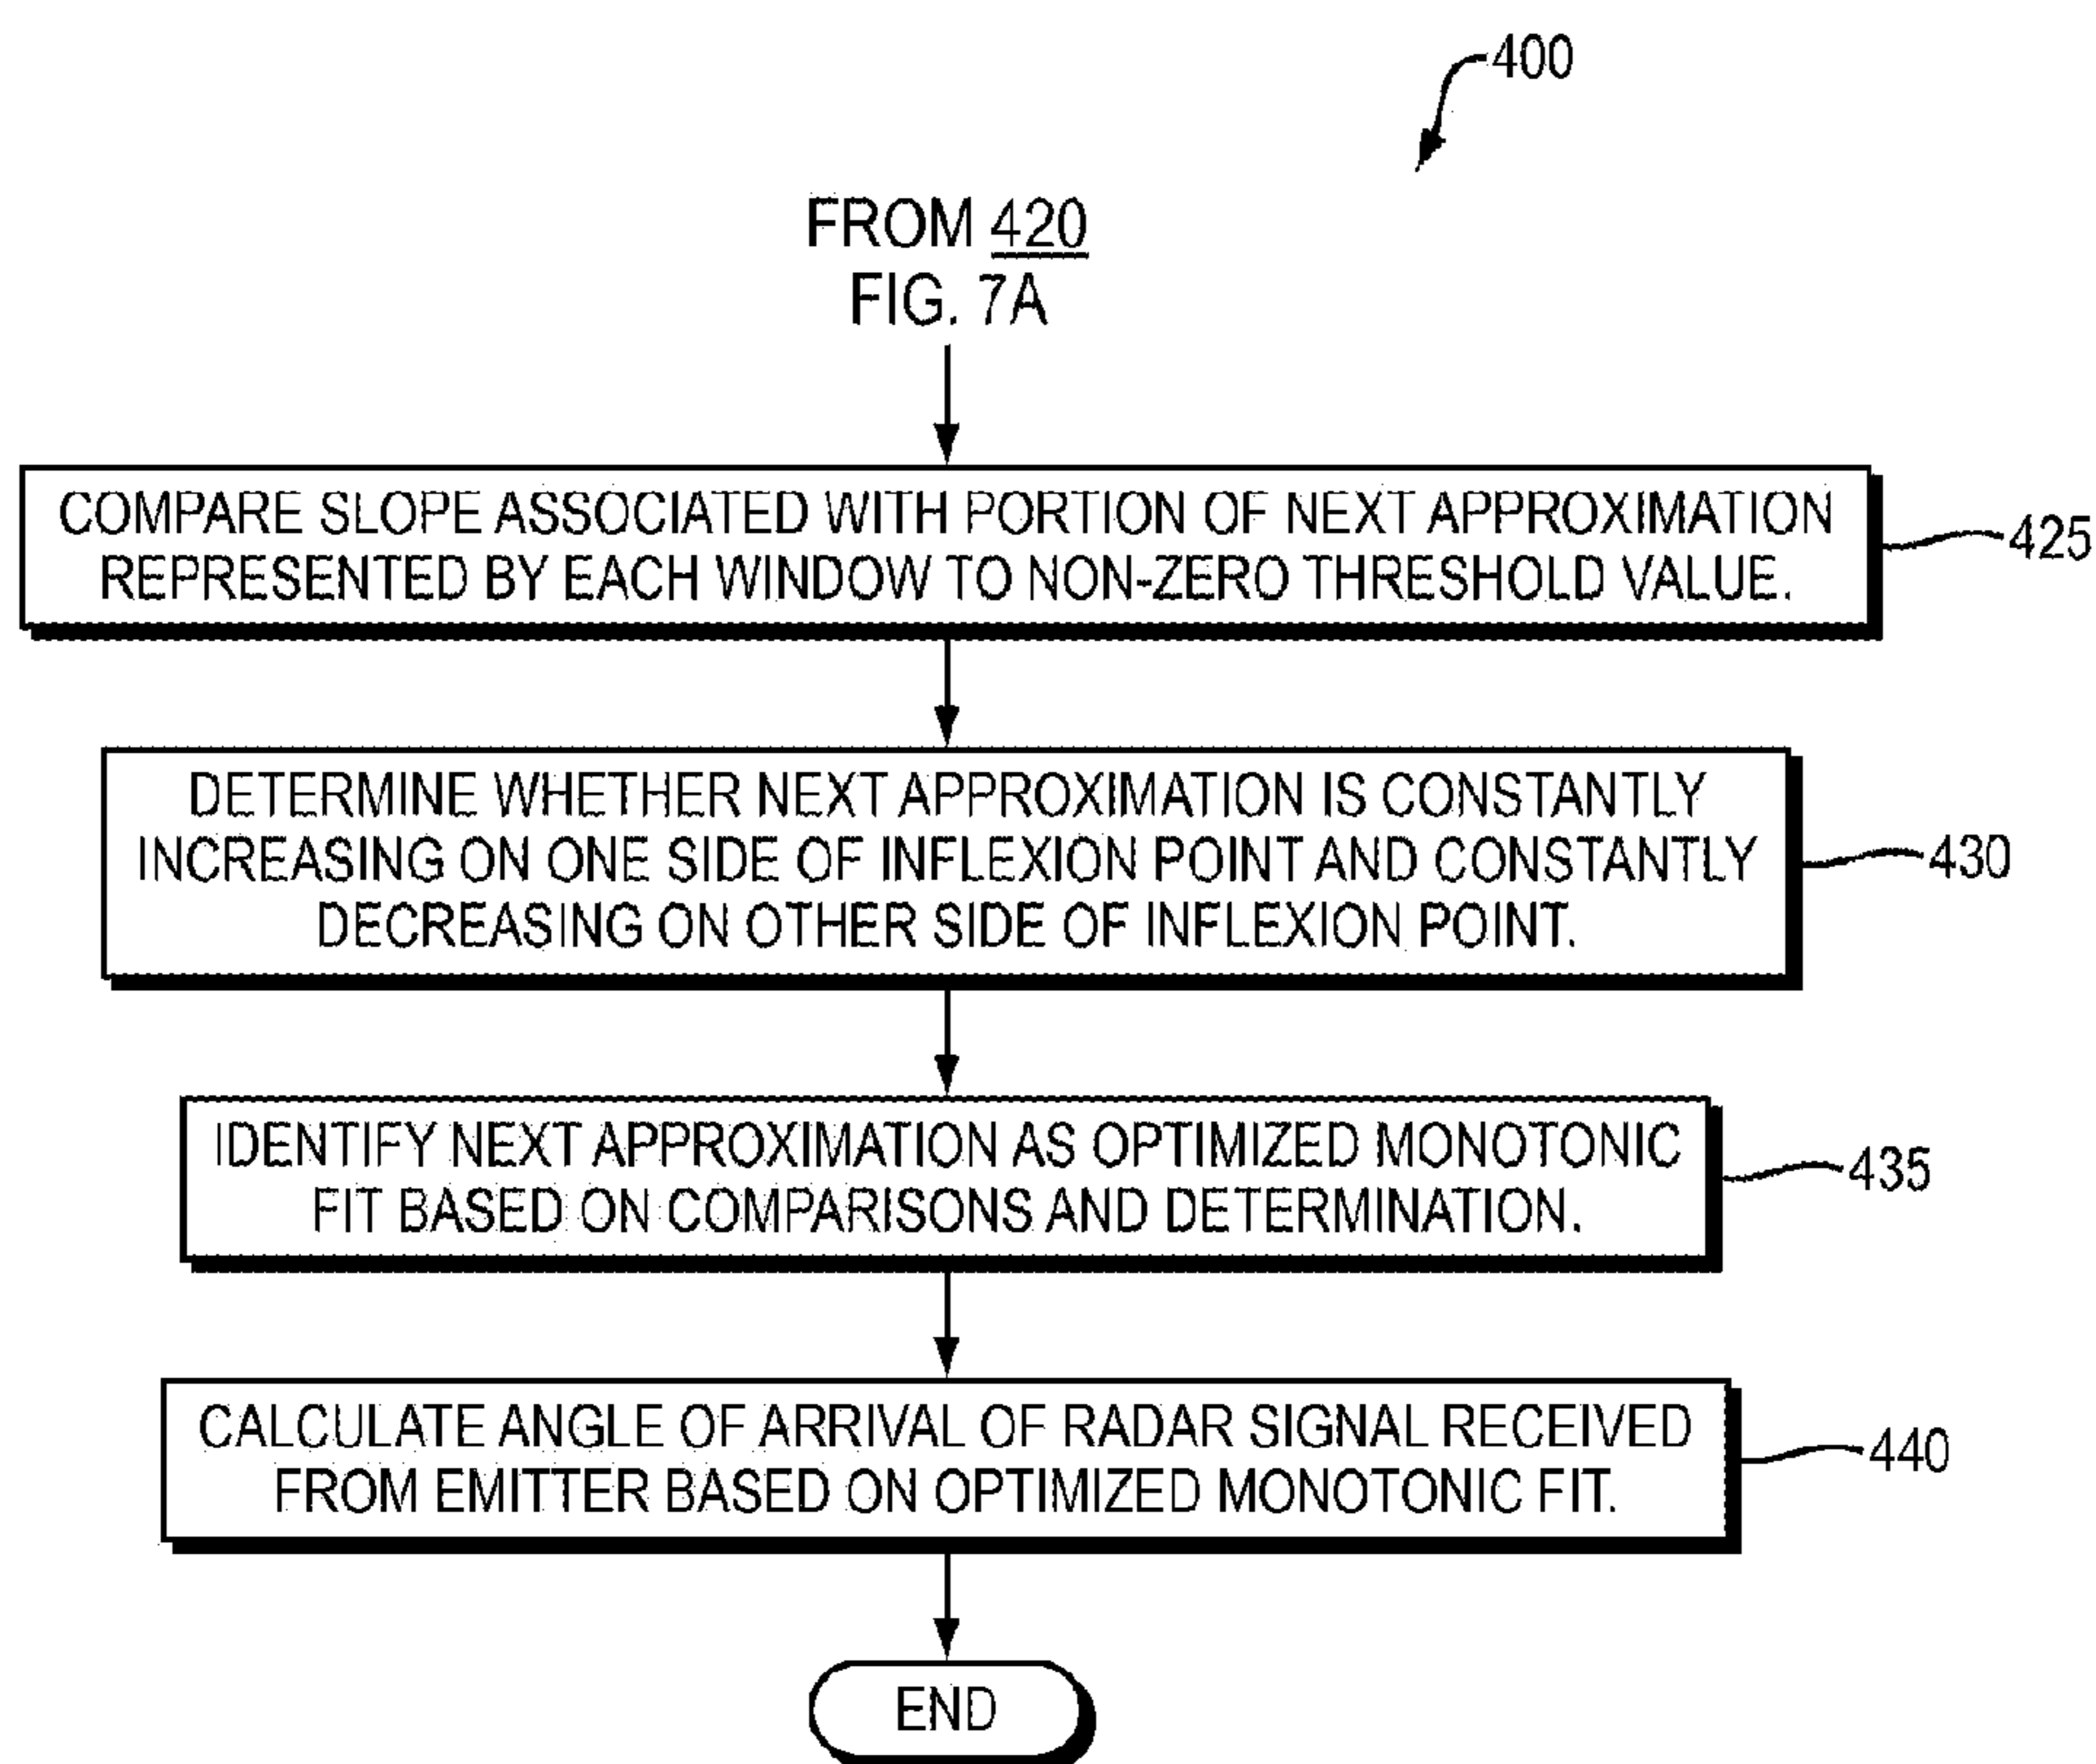 400
FROM 420
FIG. 7A
COMPARE SLOPE ASSOCIATED WITH PORTION OF NEXT APPROXIMATION
REPRESENTED BY EACH WINDOW TO NON-ZERO THRESHOLD VALUE.
425
DETERMINE WHETHER NEXT APPROXIMATION IS CONSTANTLY
INCREASING ON ONE SIDE OF INFLEXION POINT AND CONSTANTLY
DECREASING ON OTHER SIDE OF INFLEXION POINT.
430
IDENTIFY NEXT APPROXIMATION AS OPTIMIZED MONOTONIC
FIT BASED ON COMPARISONS AND DETERMINATION.
435
CALCULATE ANGLE OF ARRIVAL OF RADAR SIGNAL RECEIVED
FROM EMITTER BASED ON OPTIMIZED MONOTONIC FIT.
440
END